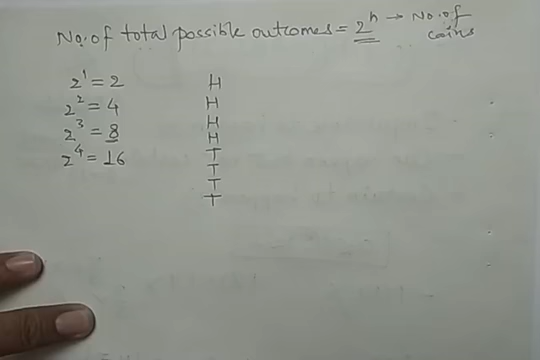 No. of total possible outcomes = 2^n → No. of coins
2^1 = 2
2^2 = 4
2^3 = 8
2^4 = 16
H
H
H
H
T
T
T
T